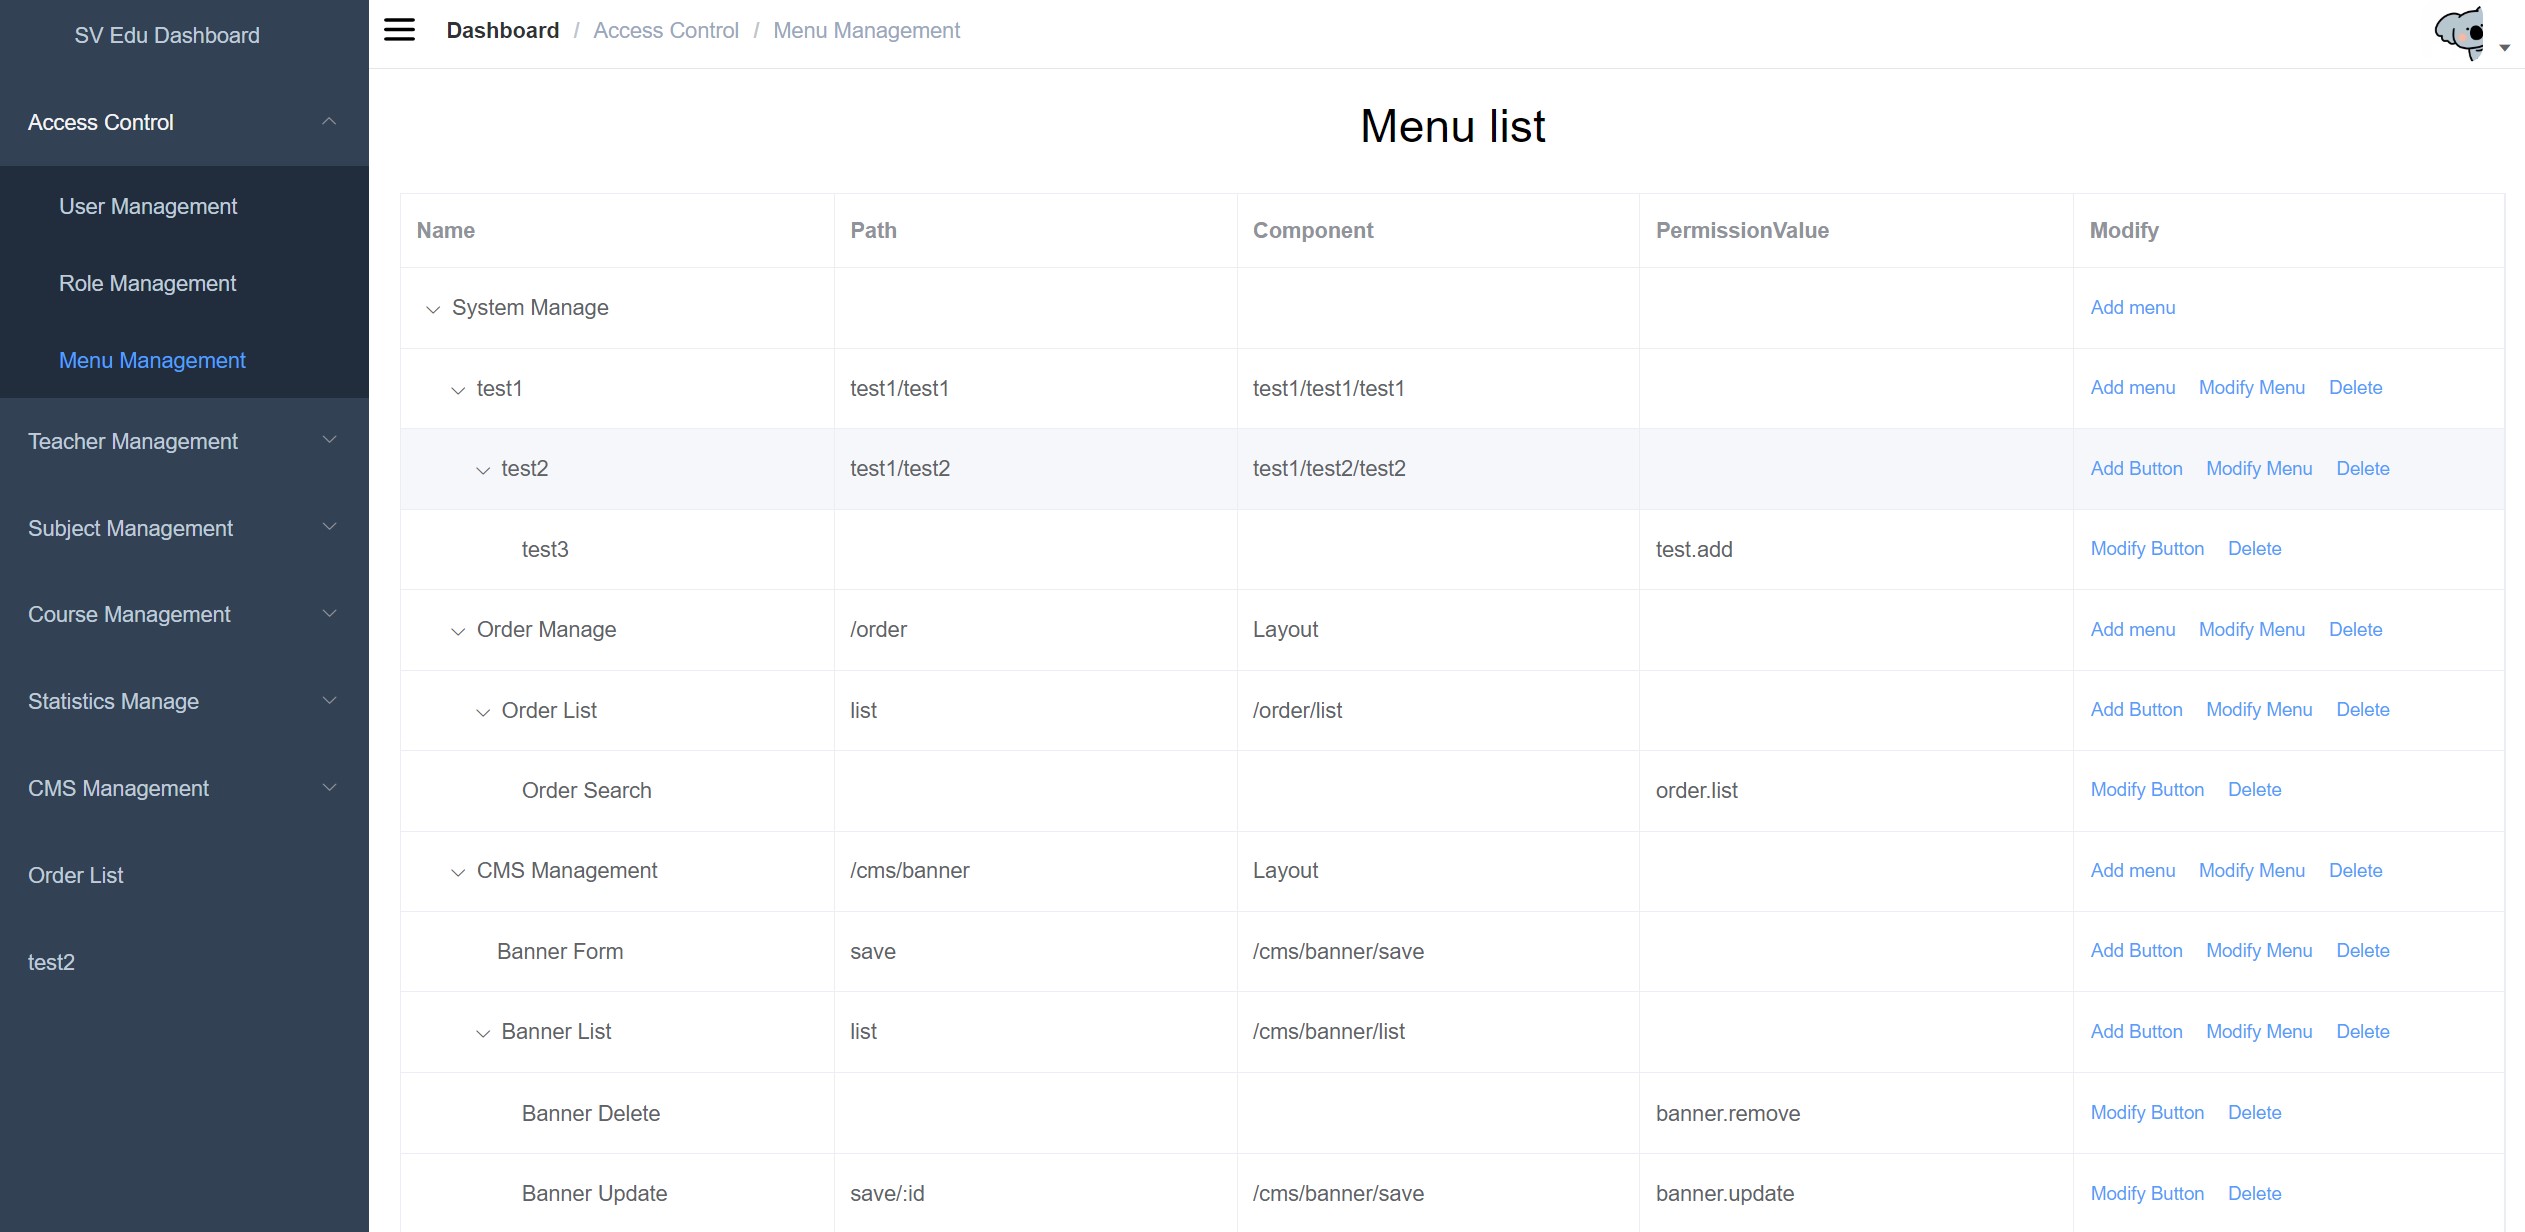 SV Edu Dashboard
Access Control
User Management
Role Management
Menu Management
Teacher Management
Subject Management
Course Management
Statistics Manage
CMS Management
Order List
test2
Dashboard / Access Control / Menu Management
Menu list
Name Path Component PermissionValue Modify
System Manage Add menu
test1 test1/test1 test1/test1/test1 Add menu Modify Menu Delete
test2 test1/test2 test1/test2/test2 Add Button Modify Menu Delete
test3 test.add Modify Button Delete
Order Manage /order Layout Add menu Modify Menu Delete
Order List list /order/list Add Button Modify Menu Delete
Order Search order.list Modify Button Delete
CMS Management /cms/banner Layout Add menu Modify Menu Delete
Banner Form save /cms/banner/save Add Button Modify Menu Delete
Banner List list /cms/banner/list Add Button Modify Menu Delete
Banner Delete banner.remove Modify Button Delete
Banner Update save/:id /cms/banner/save banner.update Modify Button Delete